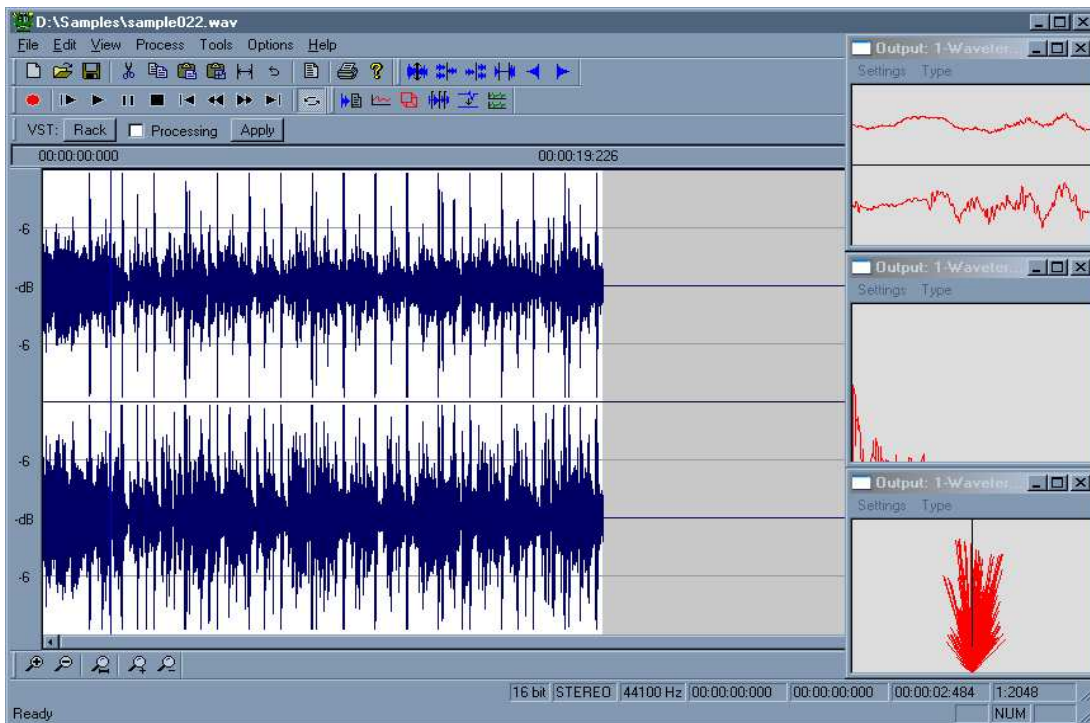 D:\Samples\sample022.wav
File Edit View Process Tools Options Help
VST: Rack Processing Apply
00:00:00:000 00:00:19:226
-6
-dB
-6
-6
-dB
-6
Output: 1-Waveter...
Settings Type
Output: 1-Waveter...
Settings Type
Output: 1-Waveter...
Settings Type
16 bit STEREO 44100 Hz 00:00:00:000 00:00:00:000 00:00:02:484 1:2048
Ready NUM